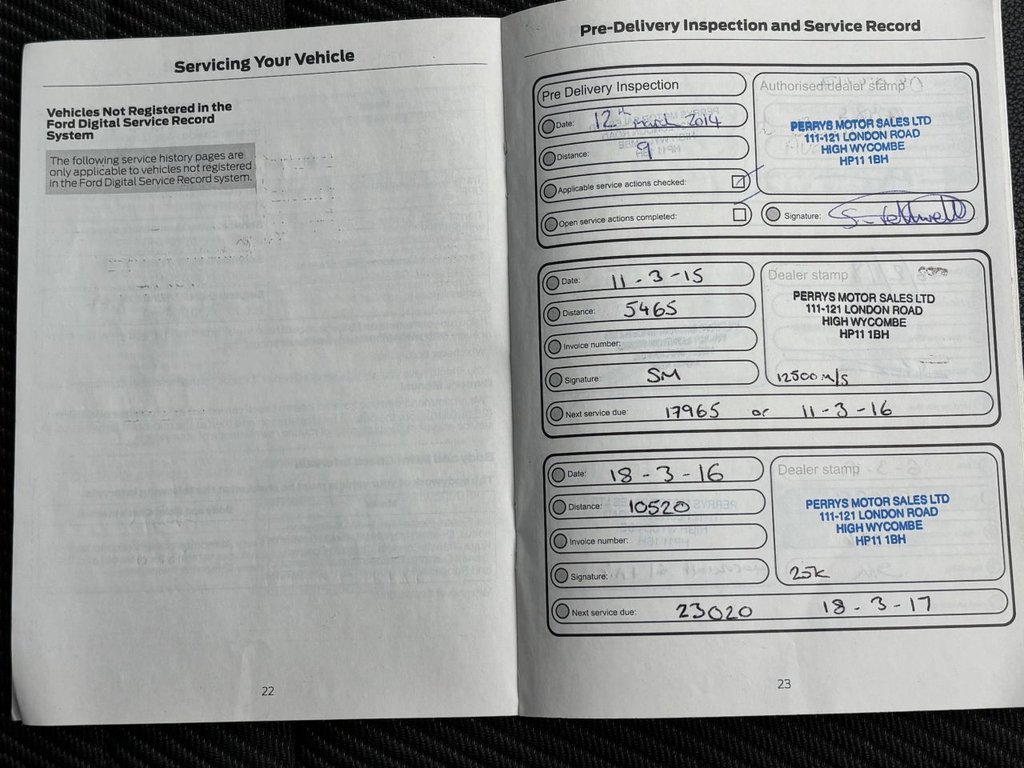 Servicing Your Vehicle
Vehicles Not Registered in the
Ford Digital Service Record
System
The following service history pages are
only applicable to vehicles not registered
in the Ford Digital Service Record system.
22
Pre-Delivery Inspection and Service Record
Pre Delivery Inspection
Date: 12th March 2014
Distance: 9
Applicable service actions checked:
Open service actions completed:
Authorised dealer stamp
PERRYS MOTOR SALES LTD
111-121 LONDON ROAD
HIGH WYCOMBE
HP11 1BH
Signature:
Date: 11-3-15
Distance: 5465
Invoice number:
Signature: SM
Dealer stamp
PERRYS MOTOR SALES LTD
111-121 LONDON ROAD
HIGH WYCOMBE
HP11 1BH
12500 m/s
Next service due: 17965 or 11-3-16
Date: 18-3-16
Distance: 10520
Invoice number:
Signature:
Dealer stamp
PERRYS MOTOR SALES LTD
111-121 LONDON ROAD
HIGH WYCOMBE
HP11 1BH
25K
Next service due: 23020 18-3-17
23